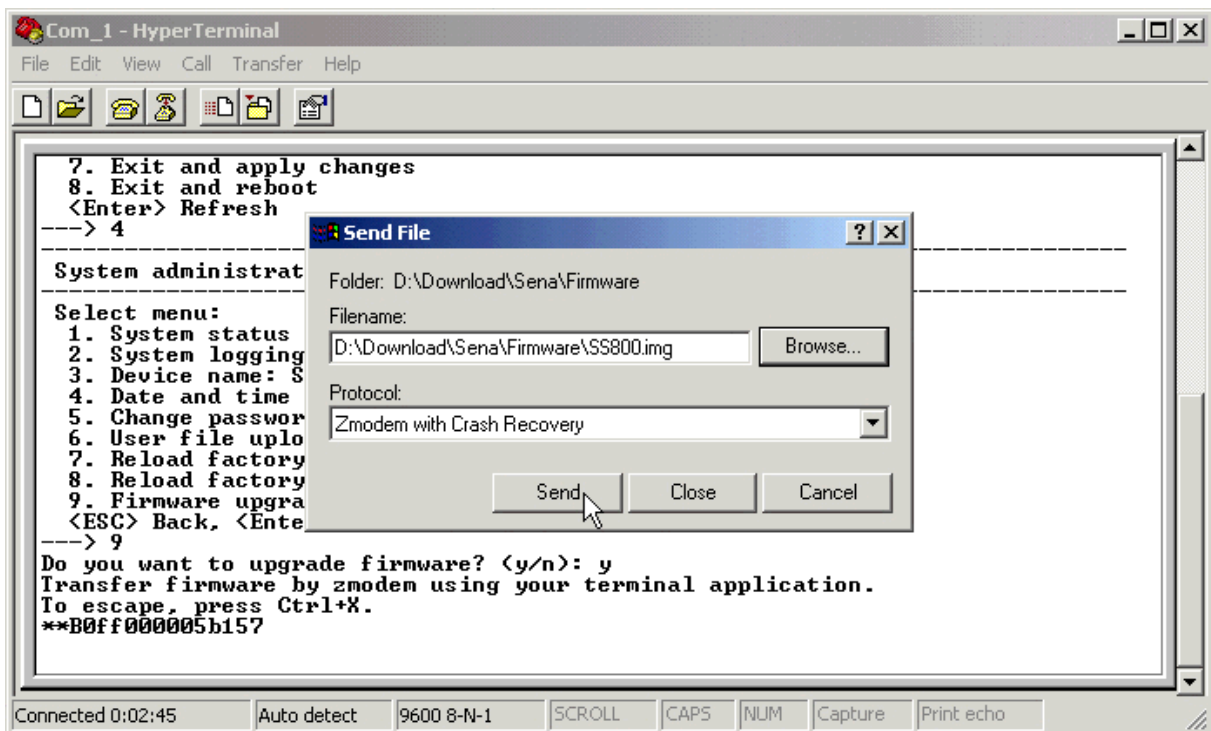 Com_1 - HyperTerminal
File Edit View Call Transfer Help
7. Exit and apply changes
8. Exit and reboot
<Enter> Refresh
---> 4
System administrat
Select menu:
1. System status
2. System logging
3. Device name: S
4. Date and time
5. Change passwor
6. User file uplo
7. Reload factory
8. Reload factory
9. Firmware upgra
<ESC> Back, <Ente
---> 9
Do you want to upgrade firmware? (y/n): y
Transfer firmware by zmodem using your terminal application.
To escape, press Ctrl+X.
**B0ff000005b157
Send File
Folder: D:\Download\Sena\Firmware
Filename:
D:\Download\Sena\Firmware\SS800.img
Browse...
Protocol:
Zmodem with Crash Recovery
Send Close Cancel
Connected 0:02:45 Auto detect 9600 8-N-1 SCROLL CAPS NUM Capture Print echo